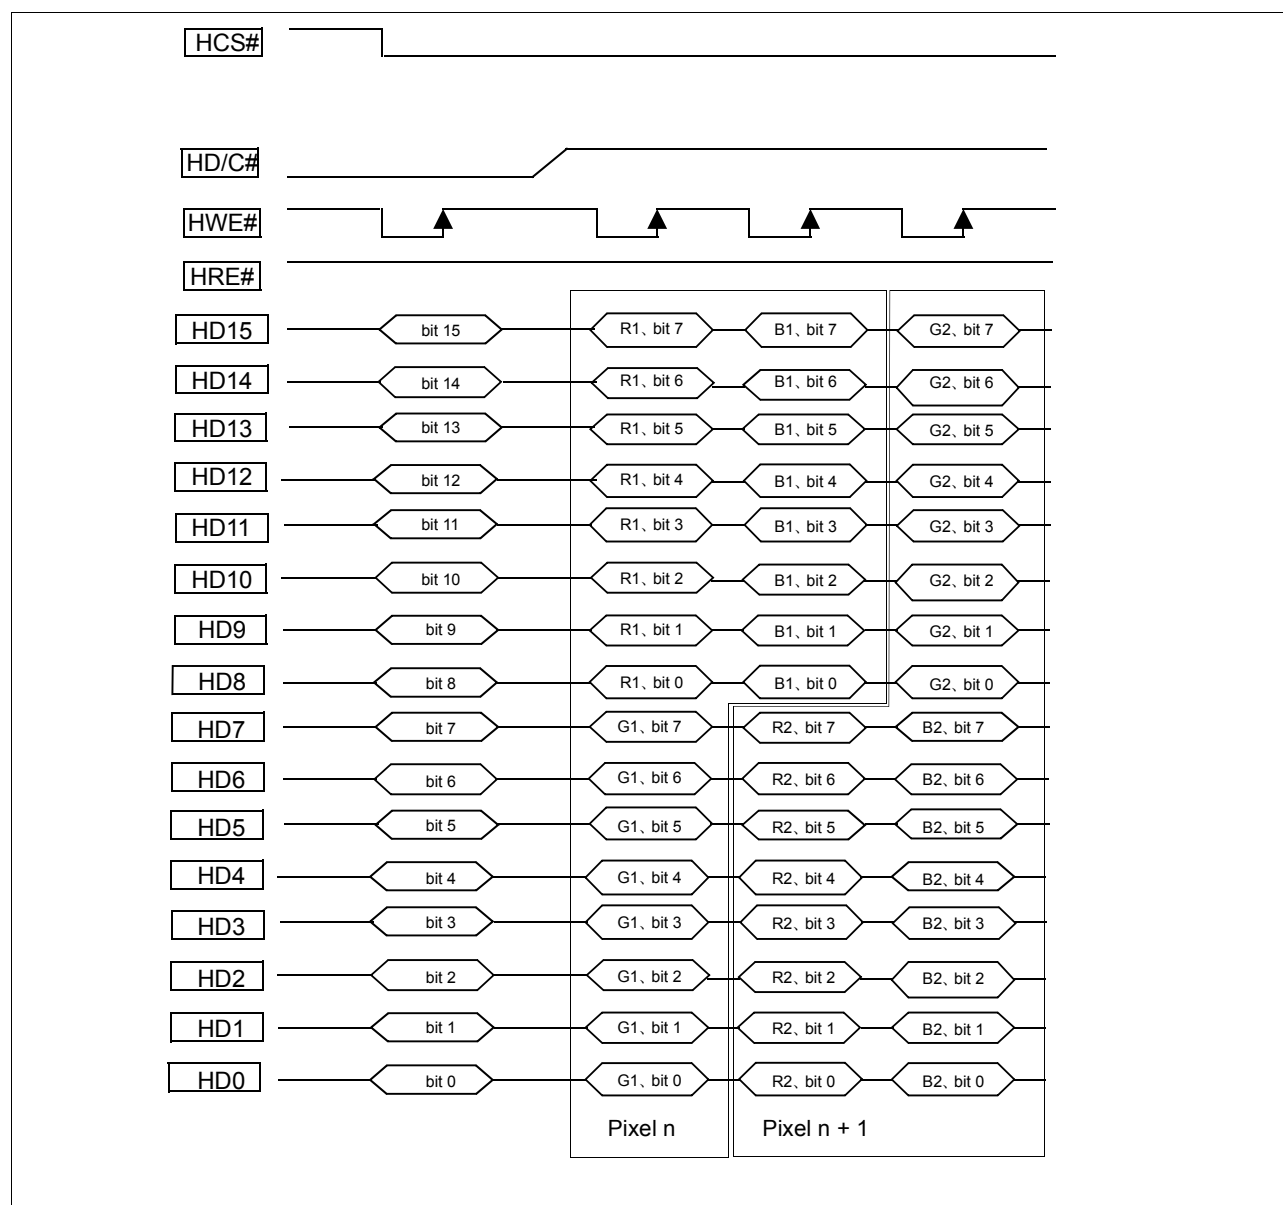 HCS#
HD/C#
HWE#
HRE#
HD15 bit 15 R1、bit 7 B1、bit 7 G2、bit 7
HD14 bit 14 R1、bit 6 B1、bit 6 G2、bit 6
HD13 bit 13 R1、bit 5 B1、bit 5 G2、bit 5
HD12 bit 12 R1、bit 4 B1、bit 4 G2、bit 4
HD11 bit 11 R1、bit 3 B1、bit 3 G2、bit 3
HD10 bit 10 R1、bit 2 B1、bit 2 G2、bit 2
HD9 bit 9 R1、bit 1 B1、bit 1 G2、bit 1
HD8 bit 8 R1、bit 0 B1、bit 0 G2、bit 0
HD7 bit 7 G1、bit 7 R2、bit 7 B2、bit 7
HD6 bit 6 G1、bit 6 R2、bit 6 B2、bit 6
HD5 bit 5 G1、bit 5 R2、bit 5 B2、bit 5
HD4 bit 4 G1、bit 4 R2、bit 4 B2、bit 4
HD3 bit 3 G1、bit 3 R2、bit 3 B2、bit 3
HD2 bit 2 G1、bit 2 R2、bit 2 B2、bit 2
HD1 bit 1 G1、bit 1 R2、bit 1 B2、bit 1
HD0 bit 0 G1、bit 0 R2、bit 0 B2、bit 0
Pixel n Pixel n + 1